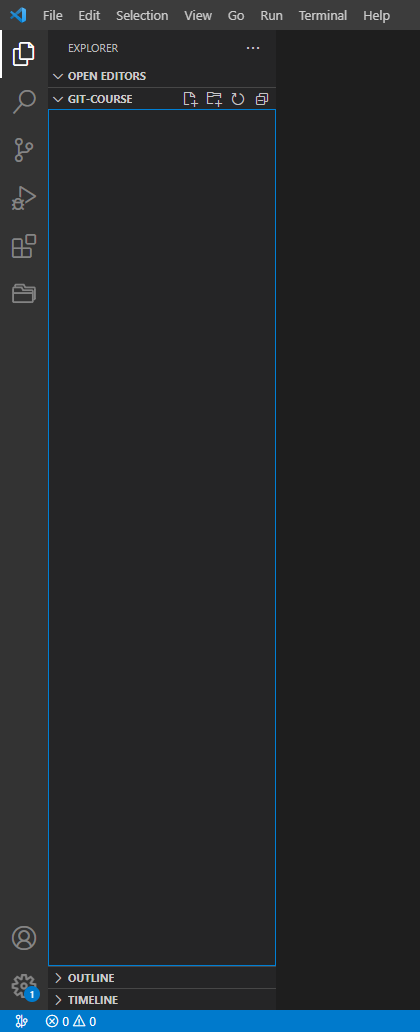 File Edit Selection View Go Run Terminal Help
EXPLORER
OPEN EDITORS
GIT-COURSE
OUTLINE
1
TIMELINE
0 0